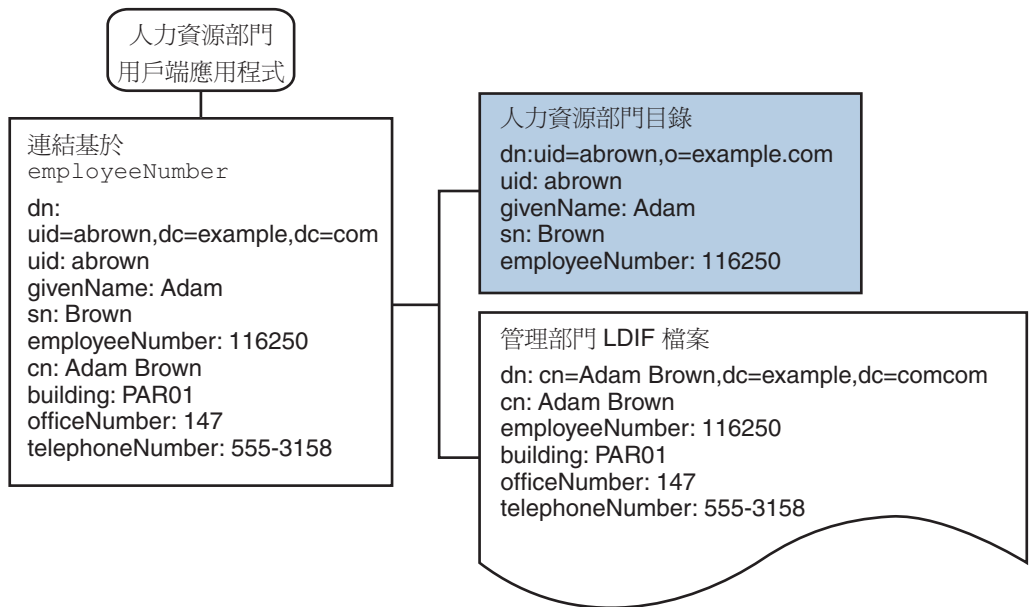 人力資源部門
用戶端應用程式
連結基於
employeeNumber
dn:
uid=abrown,dc=example,dc=com
uid: abrown
givenName: Adam
sn: Brown
employeeNumber: 116250
cn: Adam Brown
building: PAR01
officeNumber: 147
telephoneNumber: 555-3158
人力資源部門目錄
dn:uid=abrown,o=example.com
uid: abrown
givenName: Adam
sn: Brown
employeeNumber: 116250
管理部門 LDIF 檔案
dn: cn=Adam Brown,dc=example,dc=comcom
cn: Adam Brown
employeeNumber: 116250
building: PAR01
officeNumber: 147
telephoneNumber: 555-3158